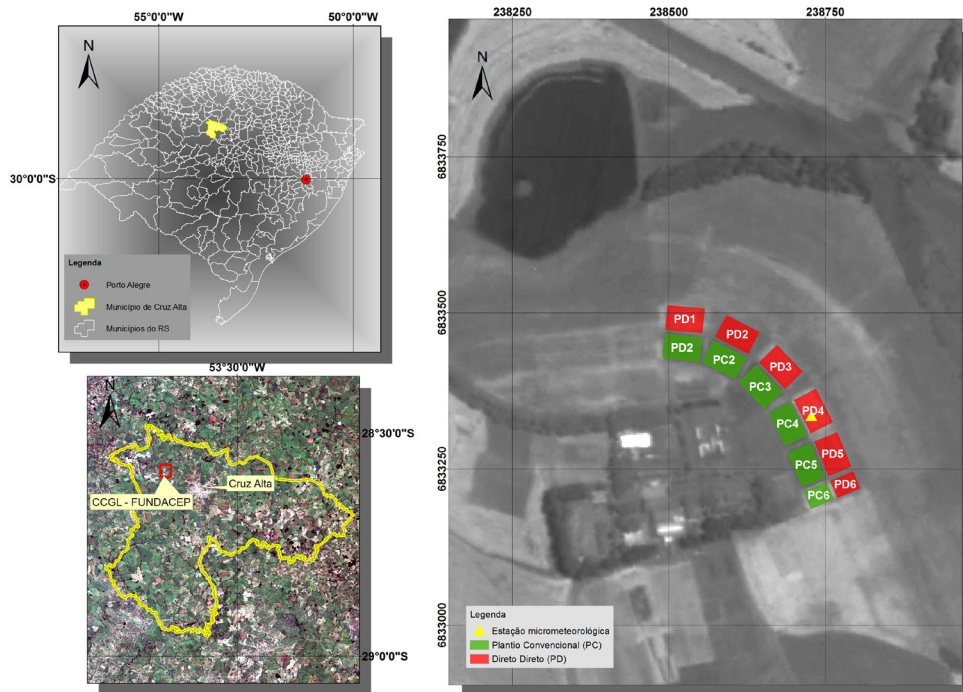 55°0'0"W
50°0'0"W
N
30°0'0"S
Legenda
Porto Alegre
Município de Cruz Alta
Municípios do RS
53°30'0"W
N
28°30'0"S
Cruz Alta
CCGL - FUNDACEP
29°0'0"S
238250
238500
238750
N
6833750
6833500
6833250
6833000
PD1
PD2
PD2
PC2
PD3
PC3
PD4
PC4
PD5
PC5
PD6
PC6
Legenda
Estação micrometeorológica
Plantio Convencional (PC)
Direto Direto (PD)